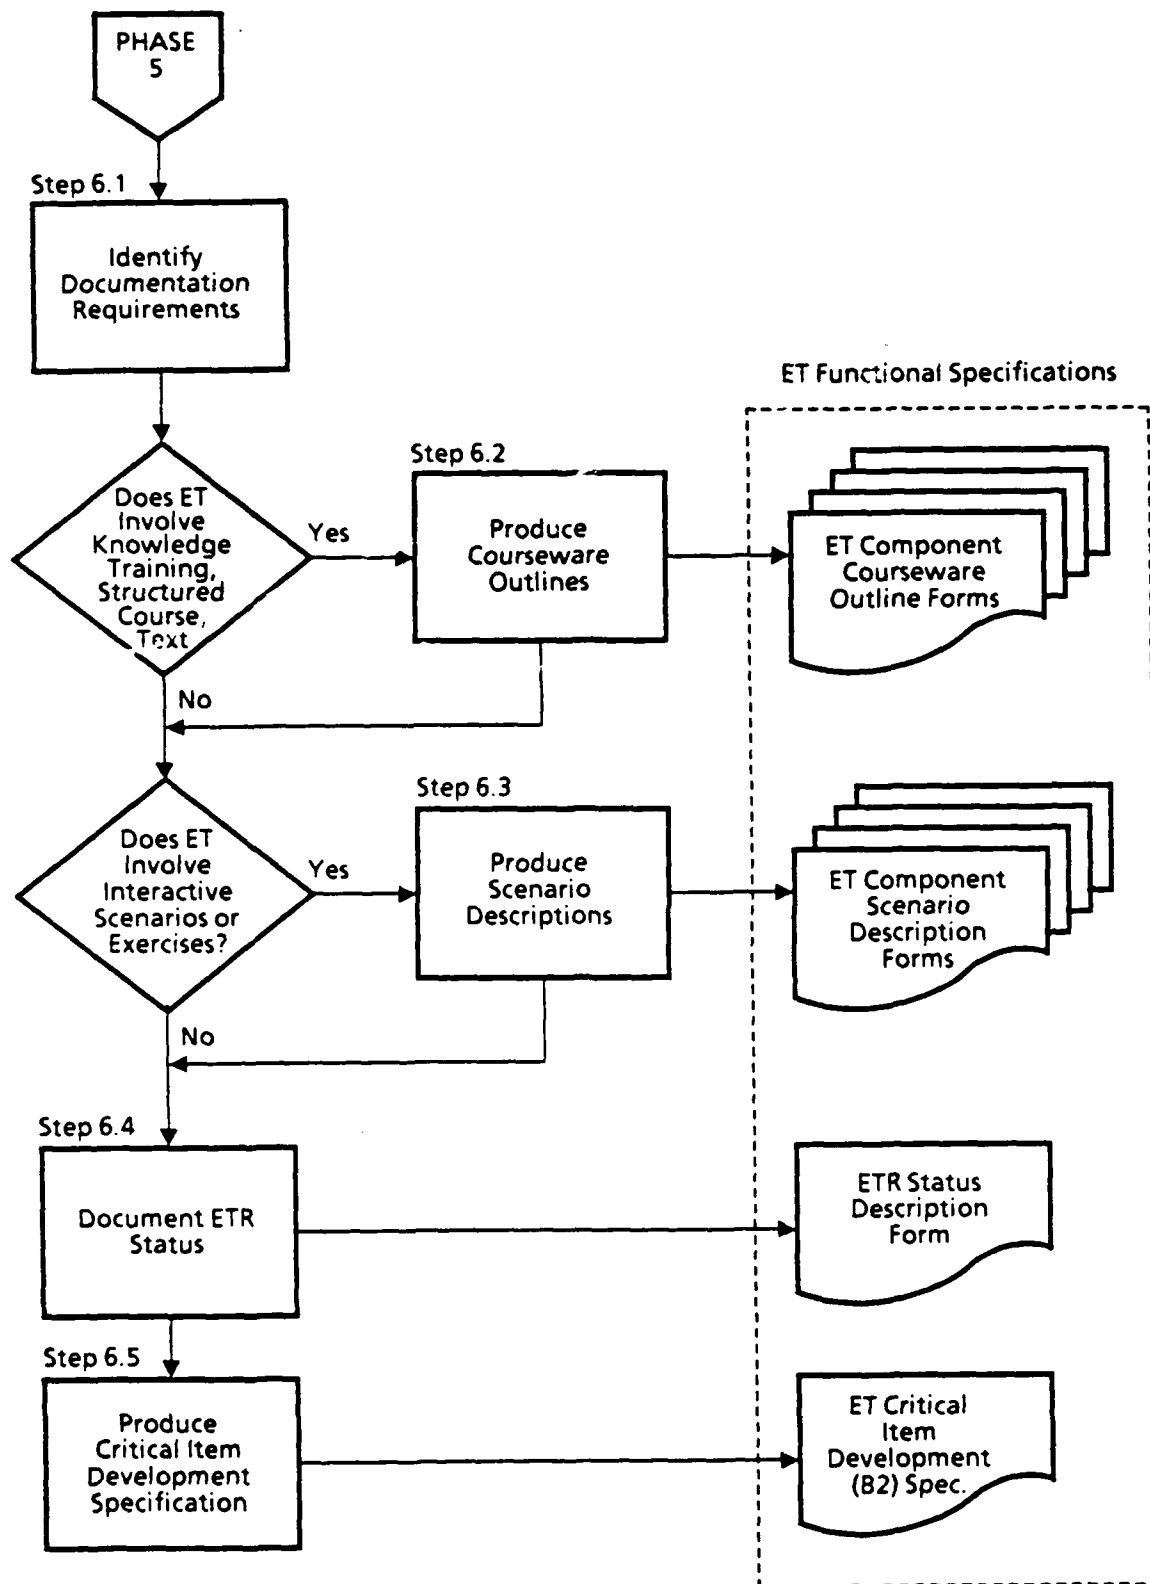 PHASE
5
Step 6.1
Identify
Documentation
Requirements
ET Functional Specifications
Does ET
Involve
Knowledge
Training,
Structured
Course,
Text
Yes
No
Step 6.2
Produce
Courseware
Outlines
ET Component
Courseware
Outline Forms
Does ET
Involve
Interactive
Scenarios or
Exercises?
Yes
No
Step 6.3
Produce
Scenario
Descriptions
ET Component
Scenario
Description
Forms
Step 6.4
Document ETR
Status
ETR Status
Description
Form
Step 6.5
Produce
Critical Item
Development
Specification
ET Critical
Item
Development
(B2) Spec.